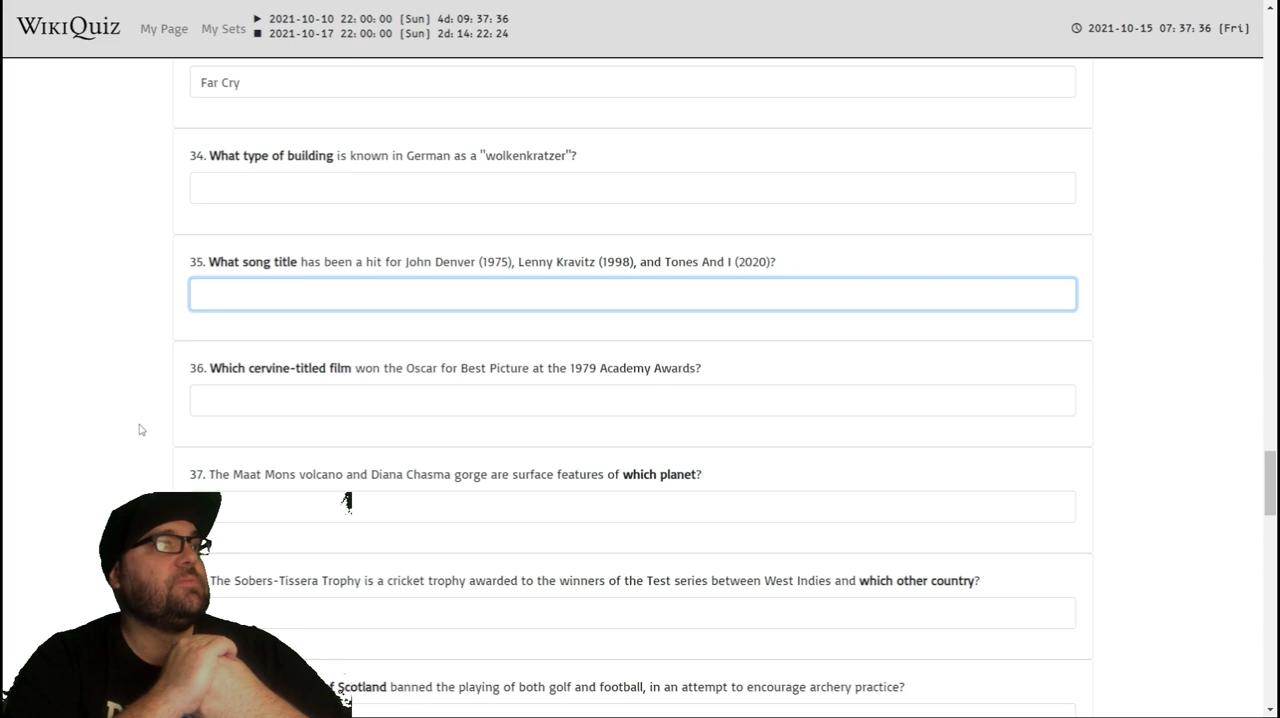 WikiQuiz
My Page
My Sets
▶ 2021-10-10 22:00:00 [Sun] 4d:09:37:36
■ 2021-10-17 22:00:00 [Sun] 2d:14:22:24
2021-10-15 07:37:36 [Fri]
Far Cry
34. What type of building is known in German as a "wolkenkratzer"?
35. What song title has been a hit for John Denver (1975), Lenny Kravitz (1998), and Tones And I (2020)?
36. Which cervine-titled film won the Oscar for Best Picture at the 1979 Academy Awards?
37. The Maat Mons volcano and Diana Chasma gorge are surface features of which planet?
The Sobers-Tissera Trophy is a cricket trophy awarded to the winners of the Test series between West Indies and which other country?
Scotland banned the playing of both golf and football, in an attempt to encourage archery practice?